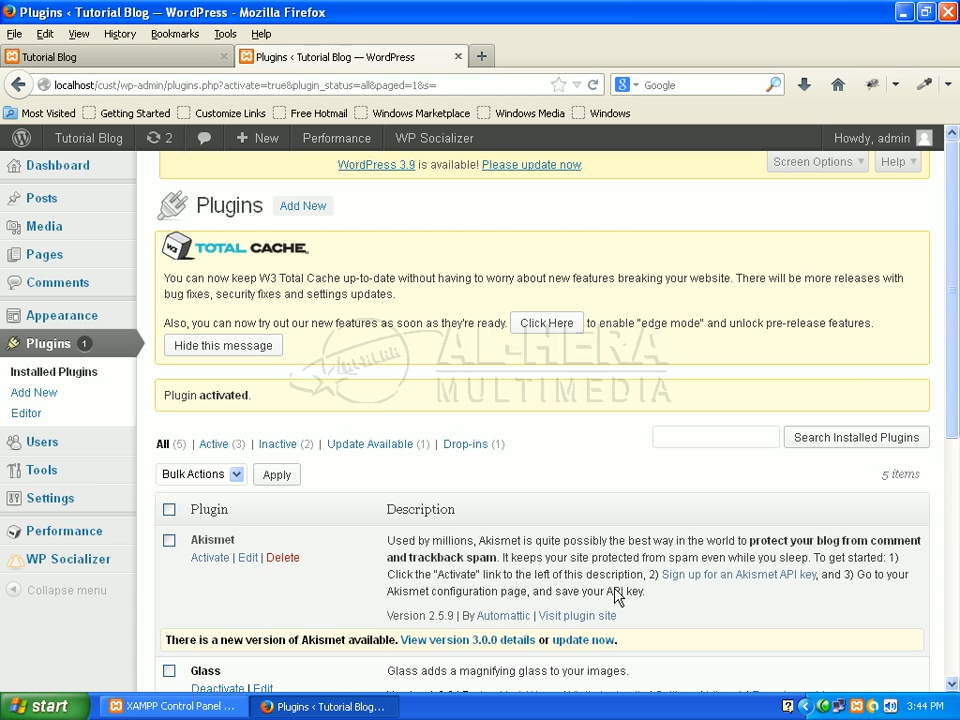 Plugins ‹ Tutorial Blog — WordPress - Mozilla Firefox
File Edit View History Bookmarks Tools Help
Tutorial Blog
Plugins ‹ Tutorial Blog — WordPress
localhost/cust/wp-admin/plugins.php?activate=true&plugin_status=all&paged=1&s=
Google
Most Visited Getting Started Customize Links Free Hotmail Windows Marketplace Windows Media Windows
Tutorial Blog 2 + New Performance WP Socializer Howdy, admin
WordPress 3.9 is available! Please update now.
Screen Options Help
Dashboard
Posts
Media
Pages
Comments
Appearance
Plugins 1
Installed Plugins
Add New
Editor
Users
Tools
Settings
Performance
WP Socializer
Collapse menu
Plugins Add New
W3 TOTAL CACHE
You can now keep W3 Total Cache up-to-date without having to worry about new features breaking your website. There will be more releases with
bug fixes, security fixes and settings updates.
Also, you can now try out our new features as soon as they're ready. Click Here to enable "edge mode" and unlock pre-release features.
Hide this message
AL-HERA
MULTIMEDIA
Plugin activated.
All (5) | Active (3) | Inactive (2) | Update Available (1) | Drop-ins (1)
Search Installed Plugins
Bulk Actions Apply
5 items
Plugin Description
Akismet
Activate | Edit | Delete
Used by millions, Akismet is quite possibly the best way in the world to protect your blog from comment
and trackback spam. It keeps your site protected from spam even while you sleep. To get started: 1)
Click the "Activate" link to the left of this description, 2) Sign up for an Akismet API key, and 3) Go to your
Akismet configuration page, and save your API key.
Version 2.5.9 | By Automattic | Visit plugin site
There is a new version of Akismet available. View version 3.0.0 details or update now.
Glass
Glass adds a magnifying glass to your images.
Deactivate | Edit
start
XAMPP Control Panel ...
Plugins ‹ Tutorial Blog...
3:44 PM